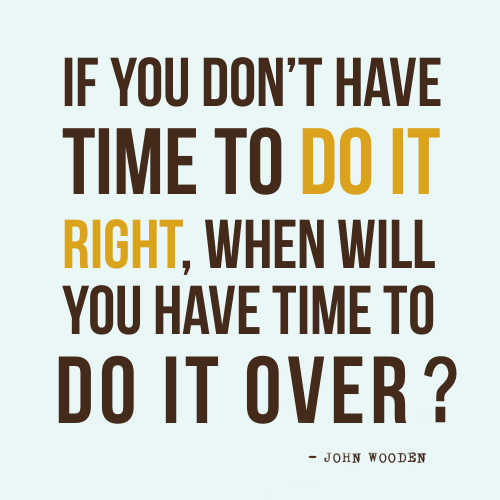 IF YOU DON'T HAVE
TIME TO DO IT
RIGHT, WHEN WILL
YOU HAVE TIME TO
DO IT OVER?
- JOHN WOODEN